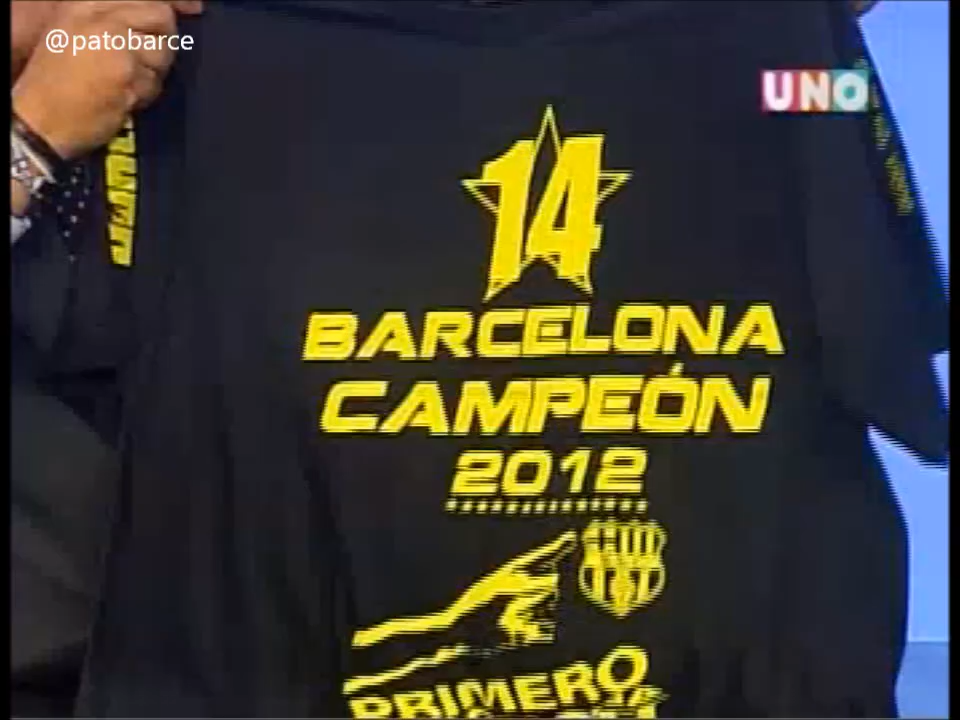 @patobarce
UNO
14
BARCELONA
CAMPEÓN
2012
PRIMERO